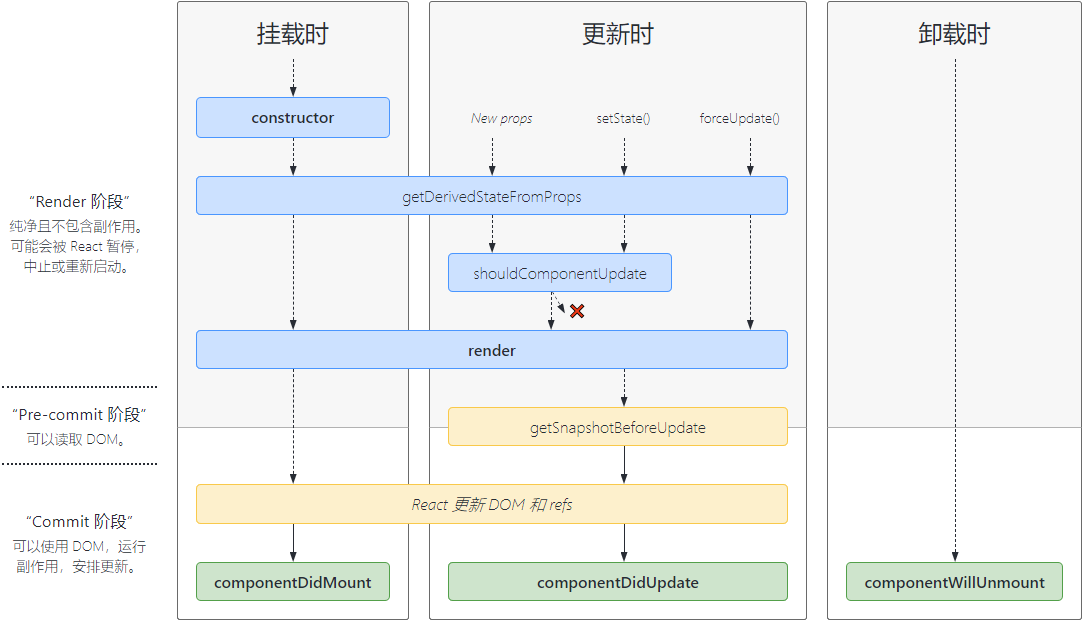 挂载时
更新时
卸载时
constructor
New props
setState()
forceUpdate()
getDerivedStateFromProps
“Render 阶段”
纯净且不包含副作用。
可能会被 React 暂停，
中止或重新启动。
shouldComponentUpdate
render
“Pre-commit 阶段”
可以读取 DOM。
getSnapshotBeforeUpdate
React 更新 DOM 和 refs
“Commit 阶段”
可以使用 DOM，运行
副作用，安排更新。
componentDidMount
componentDidUpdate
componentWillUnmount